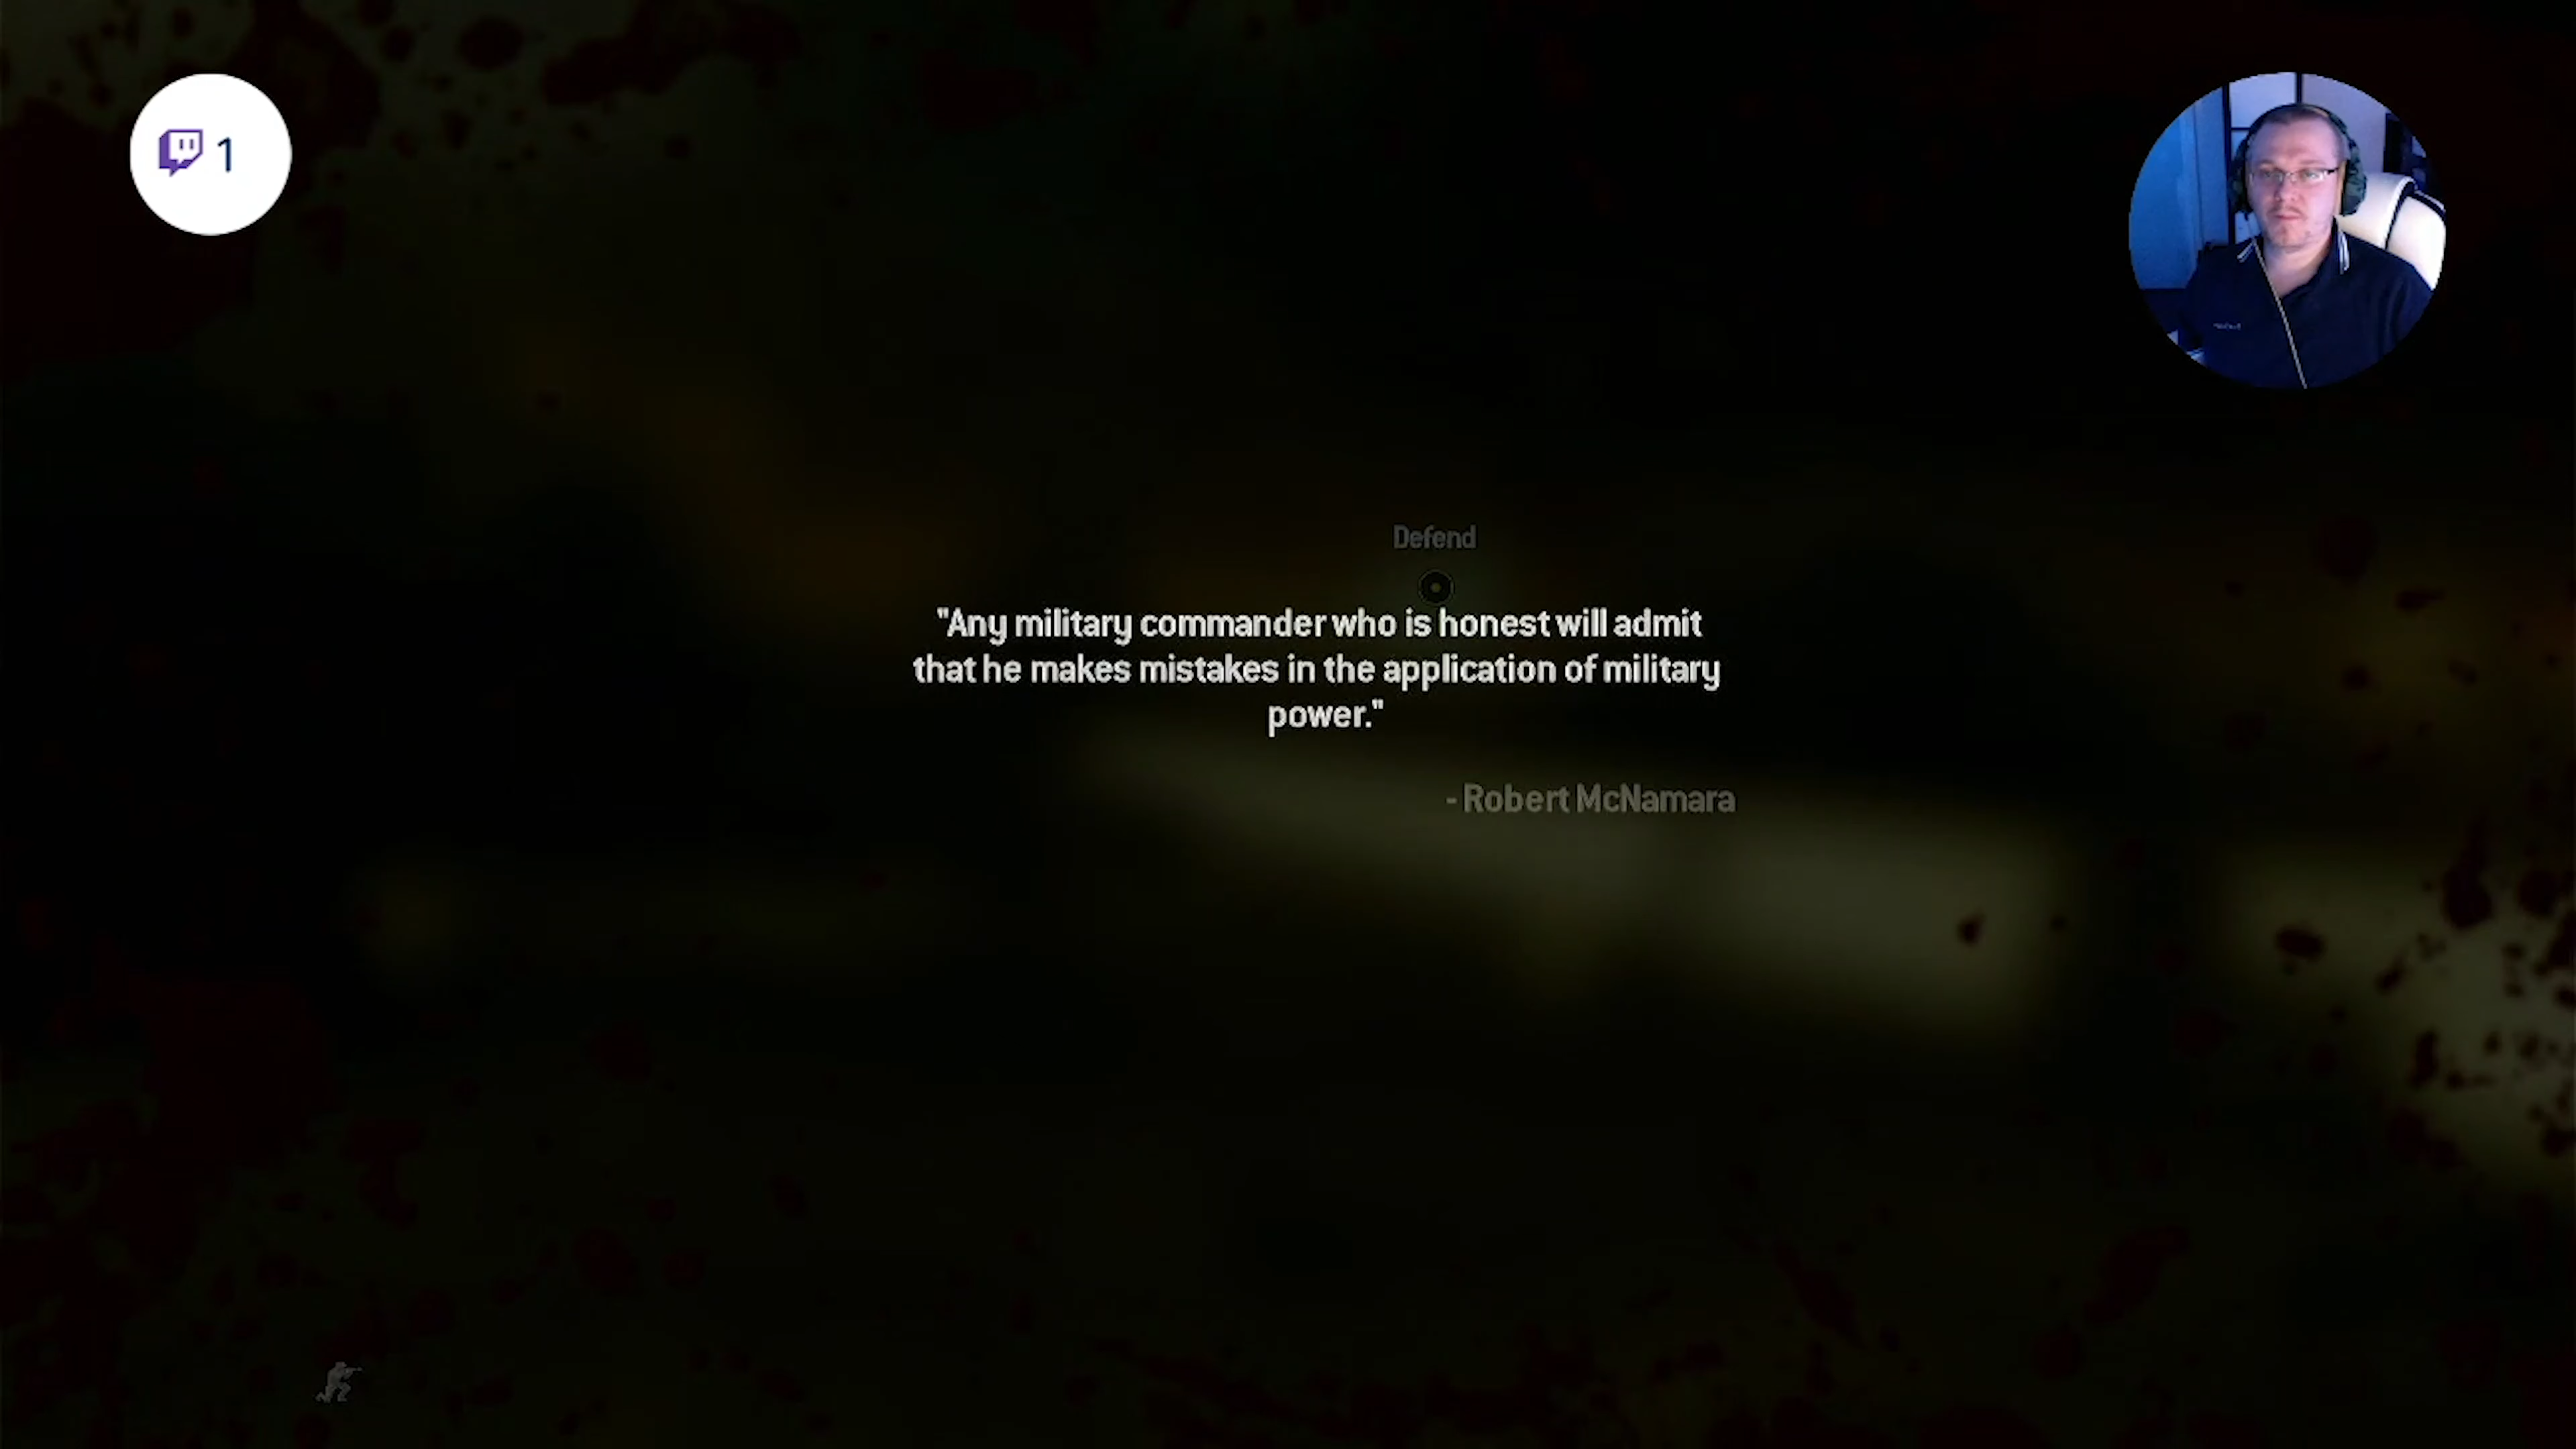 1
Defend
"Any military commander who is honest will admit
that he makes mistakes in the application of military
power."
- Robert McNamara